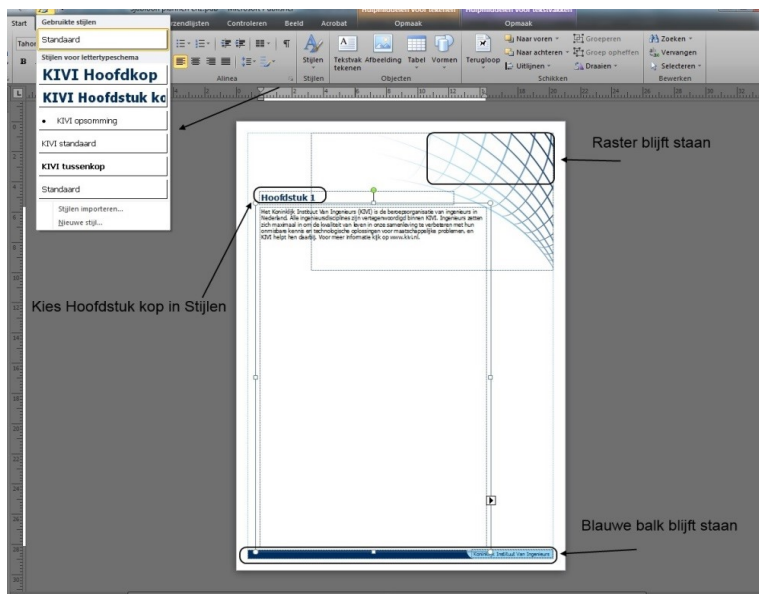 Start
rzendlijsten Controleren Beeld Acrobat Opmaak Opmaak
Gebruikte stijlen
Standaard
Stijlen voor lettertypeschema
KIVI Hoofdkop
KIVI Hoofdstuk ko
• KIVI opsomming
KIVI standaard
KIVI tussenkop
Standaard
Stijlen importeren...
Nieuwe stijl...
Tahor
B
Stijlen
Tekstvak tekenen
Afbeelding
Tabel
Vormen
Terugloop
Naar voren
Naar achteren
Uitlijnen
Groeperen
Groep opheffen
Draaien
Zoeken
Vervangen
Selecteren
Alinea
Stijlen
Objecten
Schikken
Bewerken
Raster blijft staan
Hoofdstuk 1
Het Koninklijk Instituut Van Ingenieurs (KIVI) is de beroepsorganisatie van ingenieurs in
Nederland. Alle ingenieursdisciplines zijn vertegenwoordigd binnen KIVI. Ingenieurs zetten
zich maximaal in om de kwaliteit van leven in onze samenleving te verbeteren met hun
onmisbare kennis en technologische oplossingen voor maatschappelijke problemen, en
KIVI helpt hen daarbij. Voor meer informatie kijk op www.kivi.nl.
Kies Hoofdstuk kop in Stijlen
Blauwe balk blijft staan
Koninklijk Instituut Van Ingenieurs